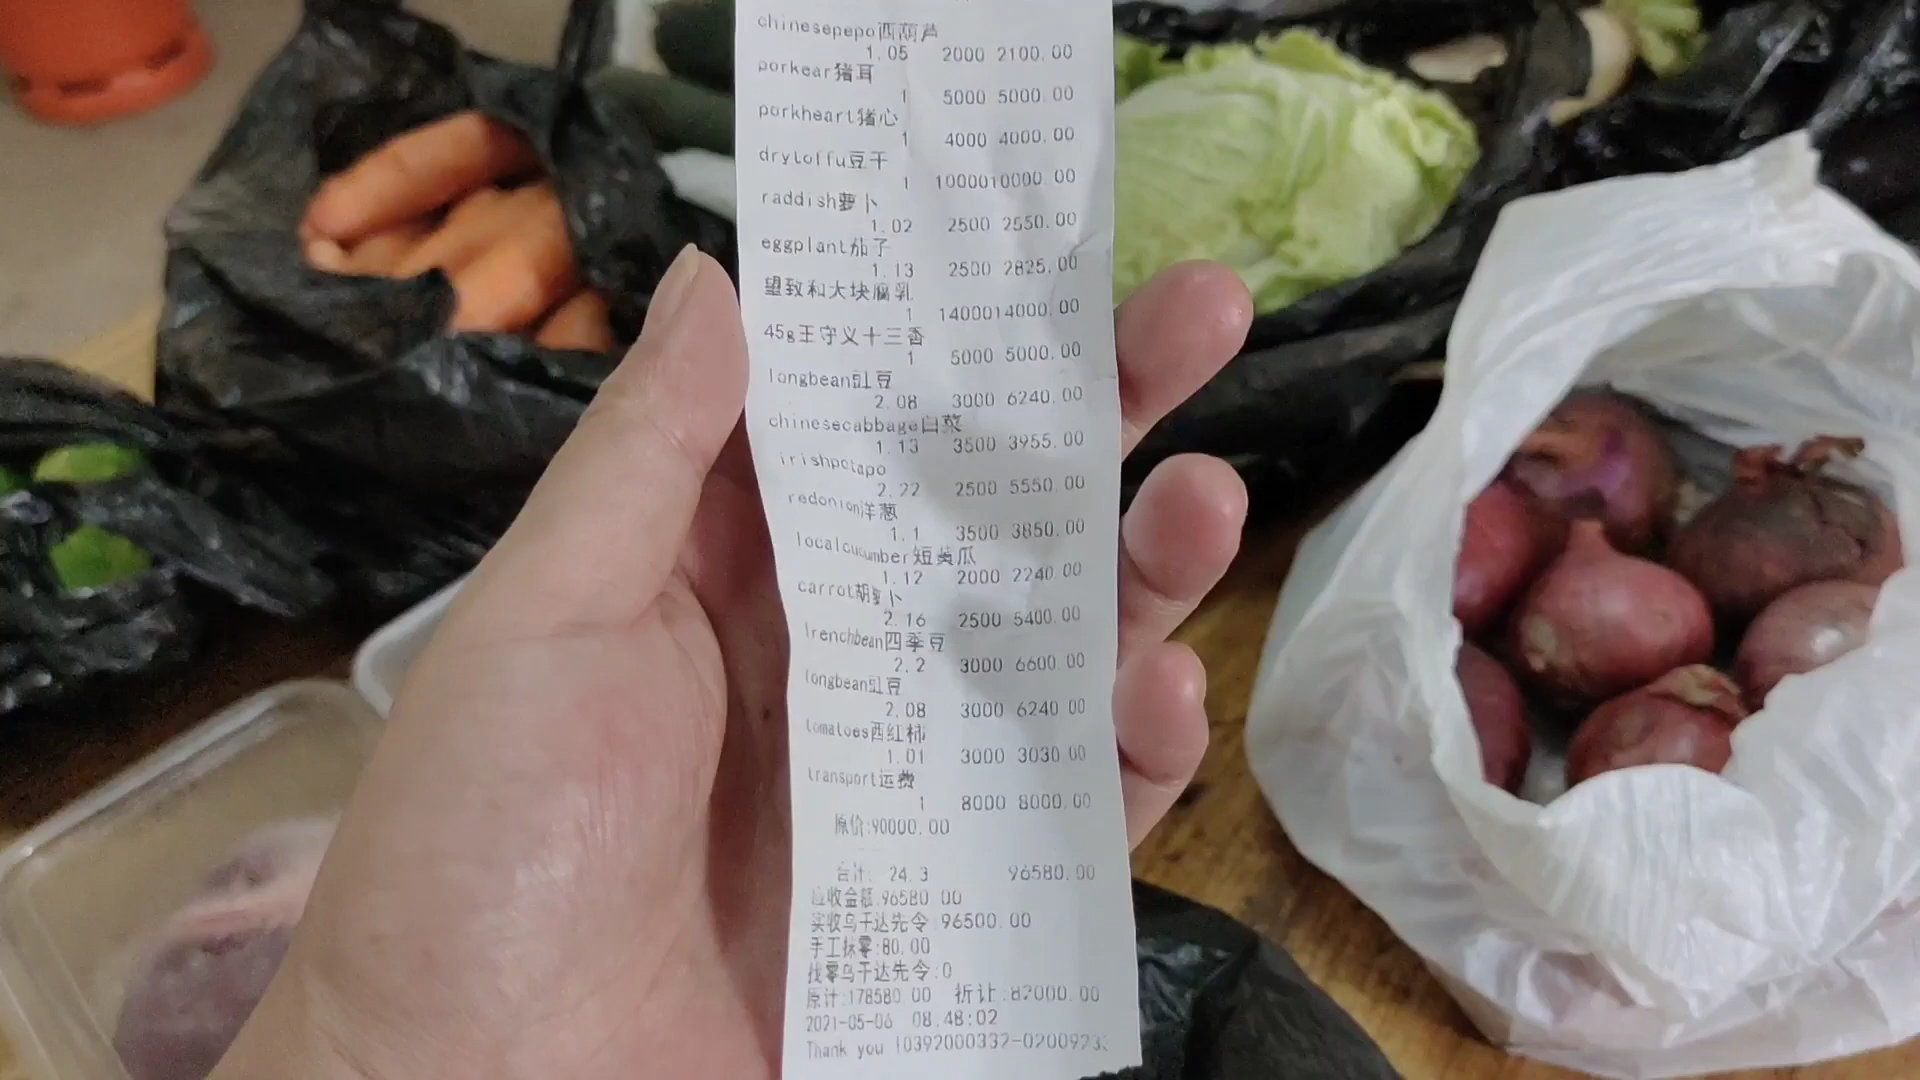 chinesepepo西葫芦
1.05 2000 2100.00
porkear猪耳
1 5000 5000.00
porkheart猪心
1 4000 4000.00
drytoffu豆干
1 1000010000.00
raddish萝卜
1.02 2500 2550.00
eggplant茄子
1.13 2500 2825.00
望致和大块腐乳
1 1400014000.00
45g王守义十三香
1 5000 5000.00
longbean豇豆
2.08 3000 6240.00
chinesecabbage白菜
1.13 3500 3955.00
irishpotapo
2.22 2500 5550.00
redonion洋葱
1.1 3500 3850.00
localcucumber短黄瓜
1.12 2000 2240.00
carrot胡萝卜
2.16 2500 5400.00
frenchbean四季豆
2.2 3000 6600.00
longbean豇豆
2.08 3000 6240.00
tomatoes西红柿
1.01 3000 3030.00
transport运费
1 8000 8000.00
原价:90000.00
合计: 24.3 96580.00
应收金额:96580.00
实收乌干达先令:96500.00
手工抹零:80.00
找零乌干达先令:0
原计:178580.00 折让:82000.00
2021-05-06 08:48:02
Thank you